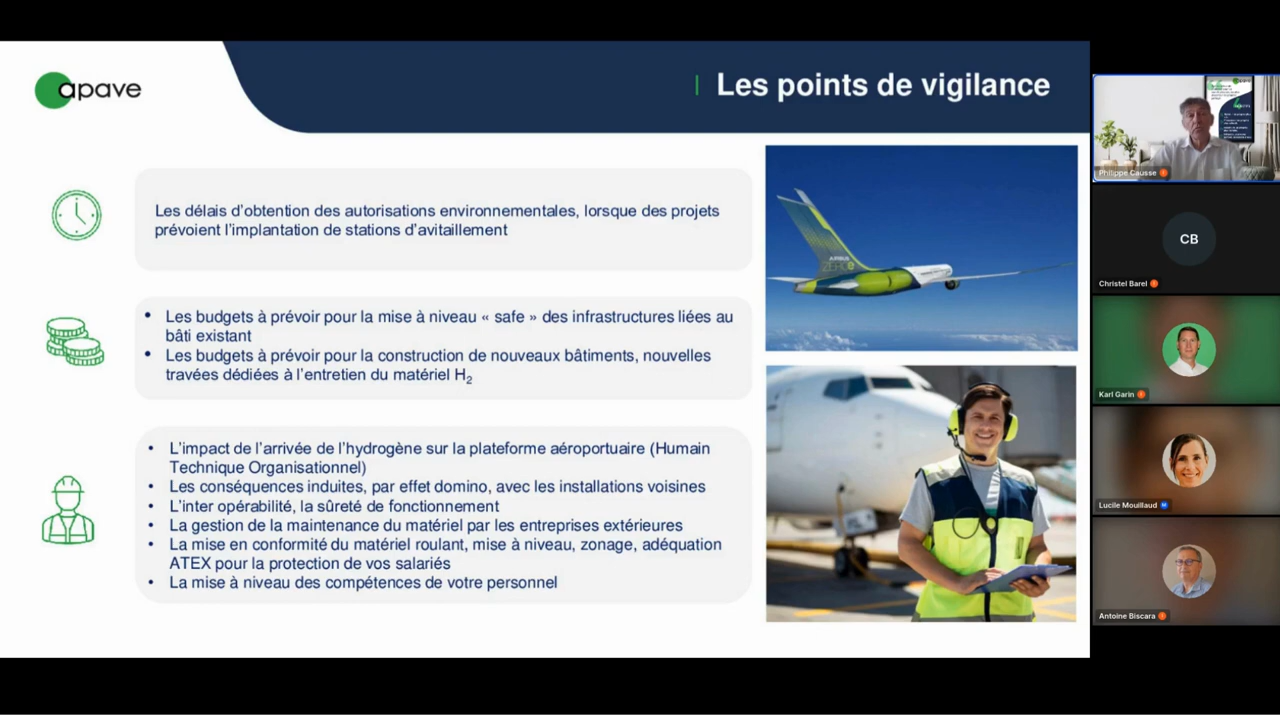 apave
Les points de vigilance
Les délais d'obtention des autorisations environnementales, lorsque des projets
prévoient l'implantation de stations d'avitaillement
• Les budgets à prévoir pour la mise à niveau « safe » des infrastructures liées au
bâti existant
• Les budgets à prévoir pour la construction de nouveaux bâtiments, nouvelles
travées dédiées à l'entretien du matériel H₂
• L'impact de l'arrivée de l'hydrogène sur la plateforme aéroportuaire (Humain
Technique Organisationnel)
• Les conséquences induites, par effet domino, avec les installations voisines
• L'inter opérabilité, la sûreté de fonctionnement
• La gestion de la maintenance du matériel par les entreprises extérieures
• La mise en conformité du matériel roulant, mise à niveau, zonage, adéquation
ATEX pour la protection de vos salariés
• La mise à niveau des compétences de votre personnel
AIRBUS
ZEROe
Philippe Causse
CB
Christel Barel
Karl Garin
Lucile Mouillaud
Antoine Biscara